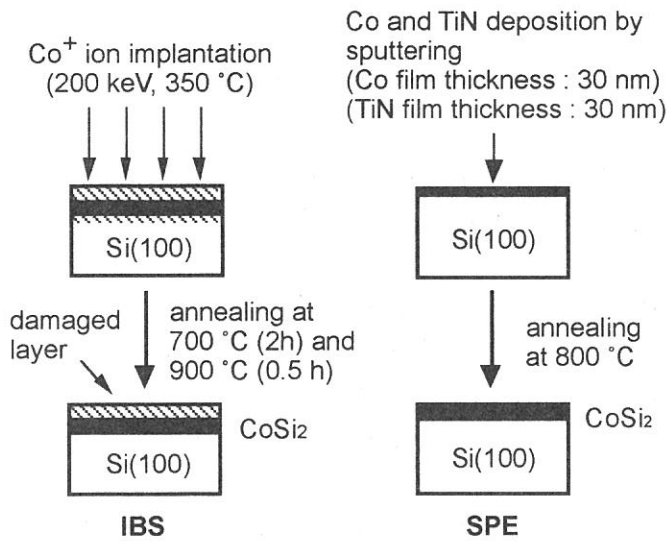 Co+ ion implantation
(200 keV, 350 °C)
Si(100)
damaged
layer
annealing at
700 °C (2h) and
900 °C (0.5 h)
CoSi2
Si(100)
IBS
Co and TiN deposition by
sputtering
(Co film thickness : 30 nm)
(TiN film thickness : 30 nm)
Si(100)
annealing
at 800 °C
CoSi2
Si(100)
SPE